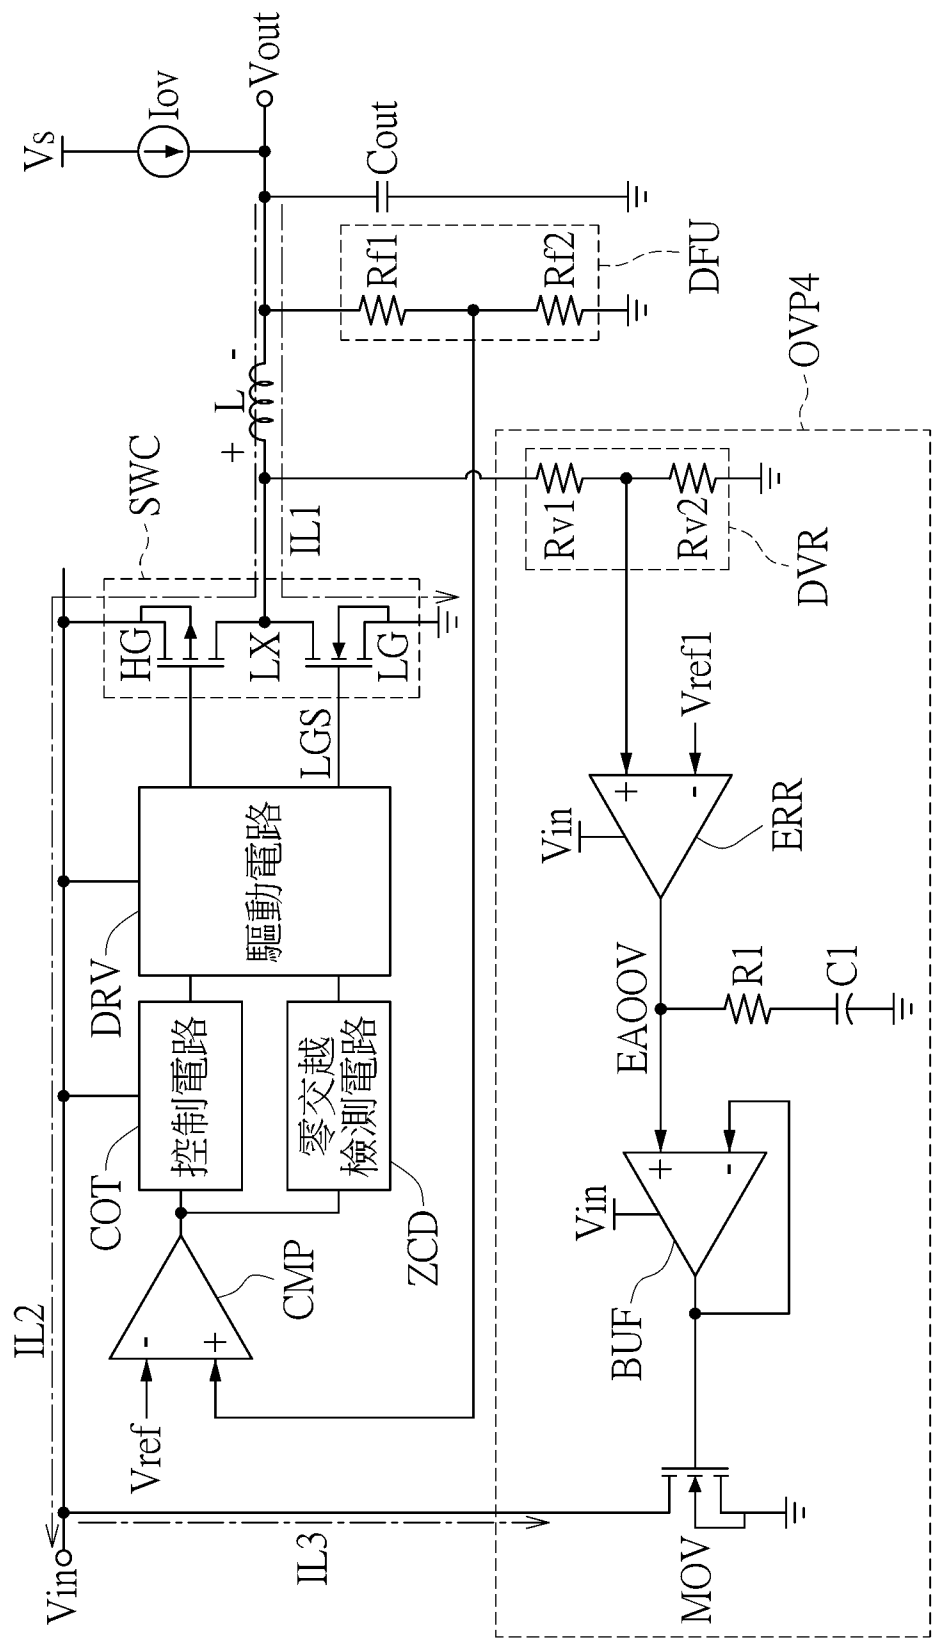 IL2
Vin
Vref
-
+
CMP
COT
控制電路
零交越
檢測電路
ZCD
DRV
驅動電路
LGS
HG
LX
LG
SWC
IL1
+
L
-
Vs
Iov
Vout
Cout
Rf1
Rf2
DFU
IL3
MOV
BUF
Vin
+
-
EAOOV
R1
C1
Vin
+
-
ERR
Vref1
Rv1
Rv2
DVR
OVP4